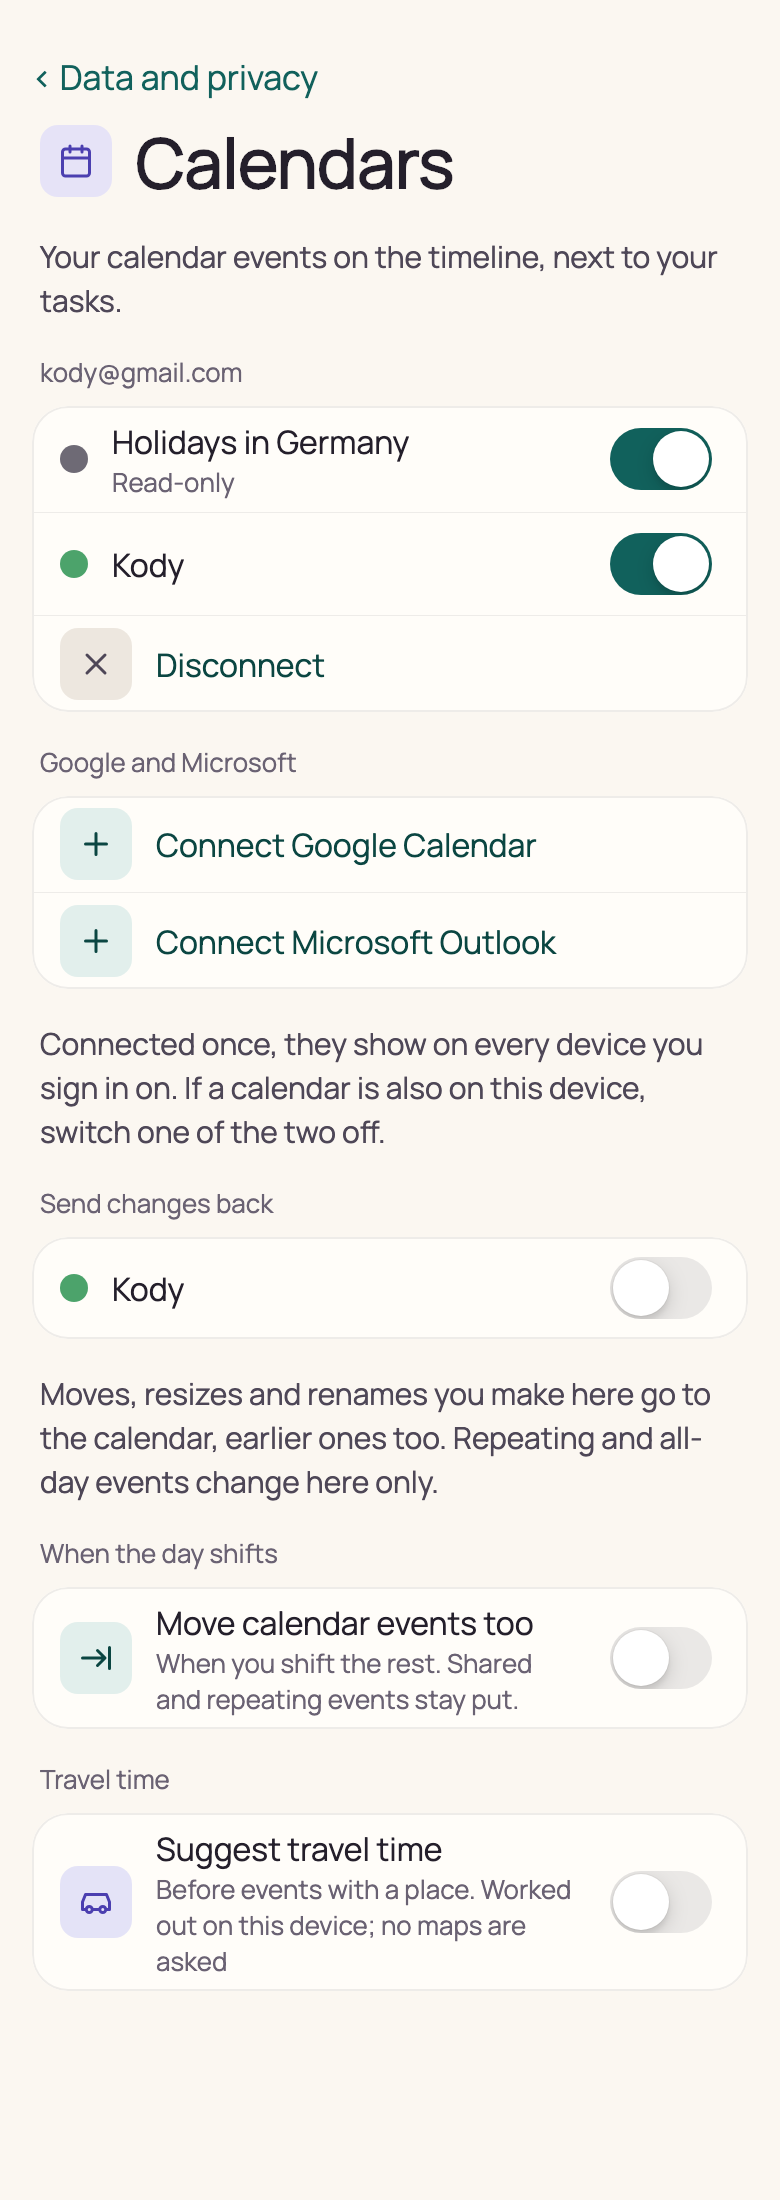 ‹ Data and privacy
Calendars
Your calendar events on the timeline, next to your
tasks.
kody@gmail.com
Holidays in Germany
Read-only
Kody
Disconnect
Google and Microsoft
Connect Google Calendar
Connect Microsoft Outlook
Connected once, they show on every device you
sign in on. If a calendar is also on this device,
switch one of the two off.
Send changes back
Kody
Moves, resizes and renames you make here go to
the calendar, earlier ones too. Repeating and all-
day events change here only.
When the day shifts
Move calendar events too
When you shift the rest. Shared
and repeating events stay put.
Travel time
Suggest travel time
Before events with a place. Worked
out on this device; no maps are
asked